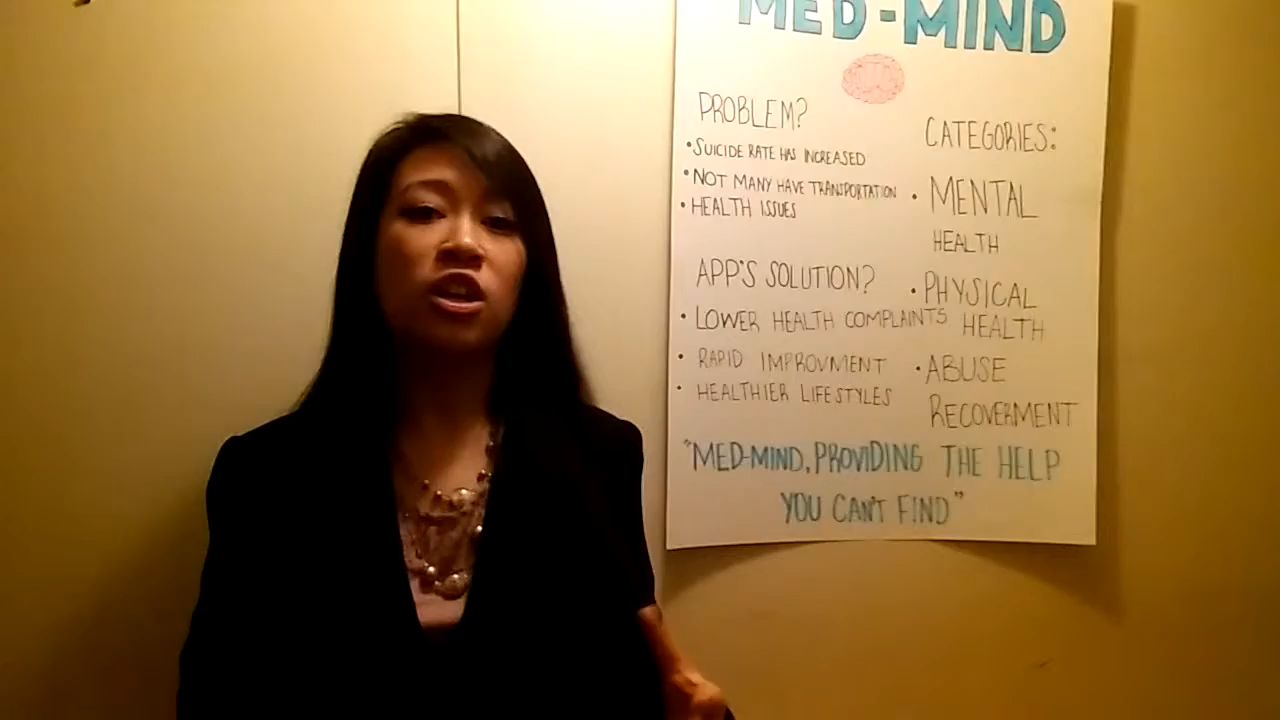 MED-MIND
PROBLEM?
• SUICIDE RATE HAS INCREASED
• NOT MANY HAVE TRANSPORTATION
• HEALTH ISSUES
APP'S SOLUTION?
• LOWER HEALTH COMPLAINTS
• RAPID IMPROVMENT
• HEALTHIER LIFESTYLES
CATEGORIES:
• MENTAL
HEALTH
• PHYSICAL
HEALTH
• ABUSE
RECOVERMENT
"MED-MIND, PROVIDING THE HELP
YOU CAN'T FIND"